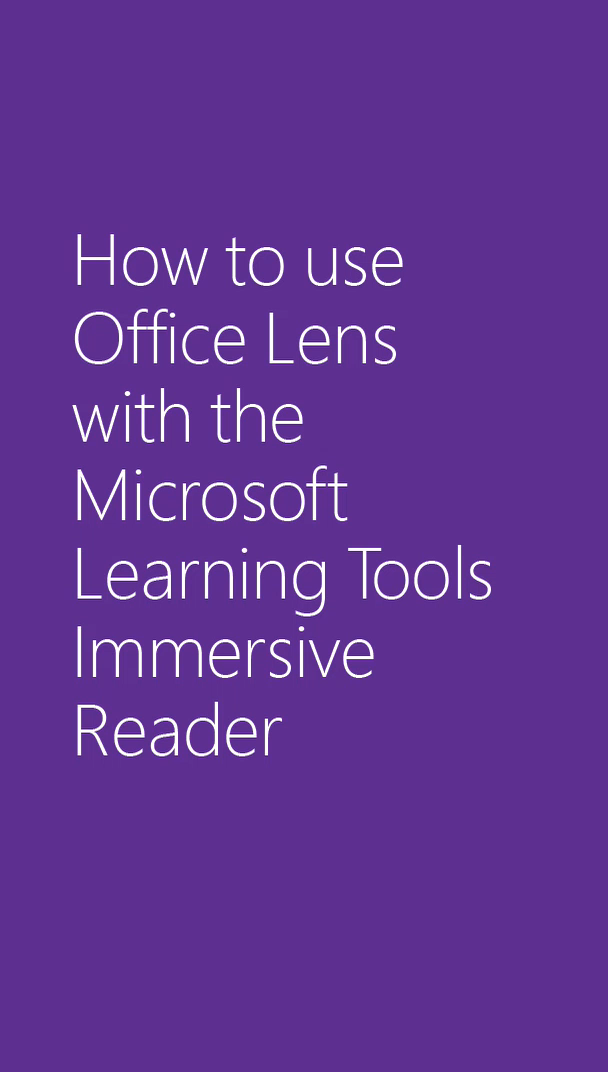 How to use
Office Lens
with the
Microsoft
Learning Tools
Immersive
Reader